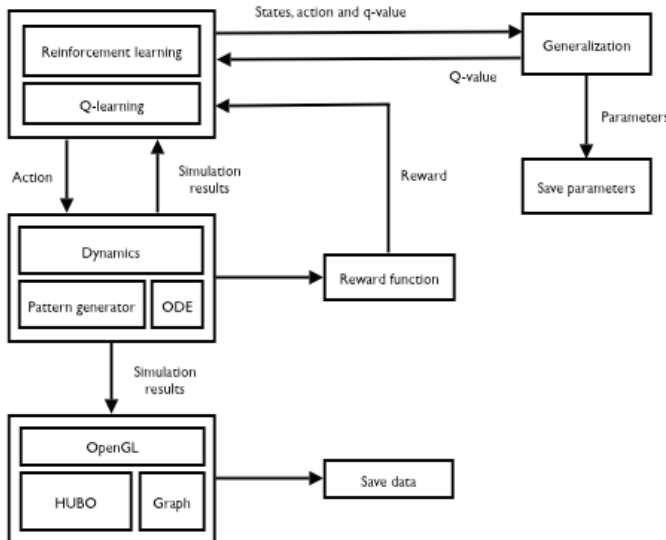 States, action and q-value
Reinforcement learning
Generalization
Q-value
Q-learning
Parameters
Action
Simulation
results
Reward
Save parameters
Dynamics
Reward function
Pattern generator
ODE
Simulation
results
OpenGL
HUBO
Graph
Save data